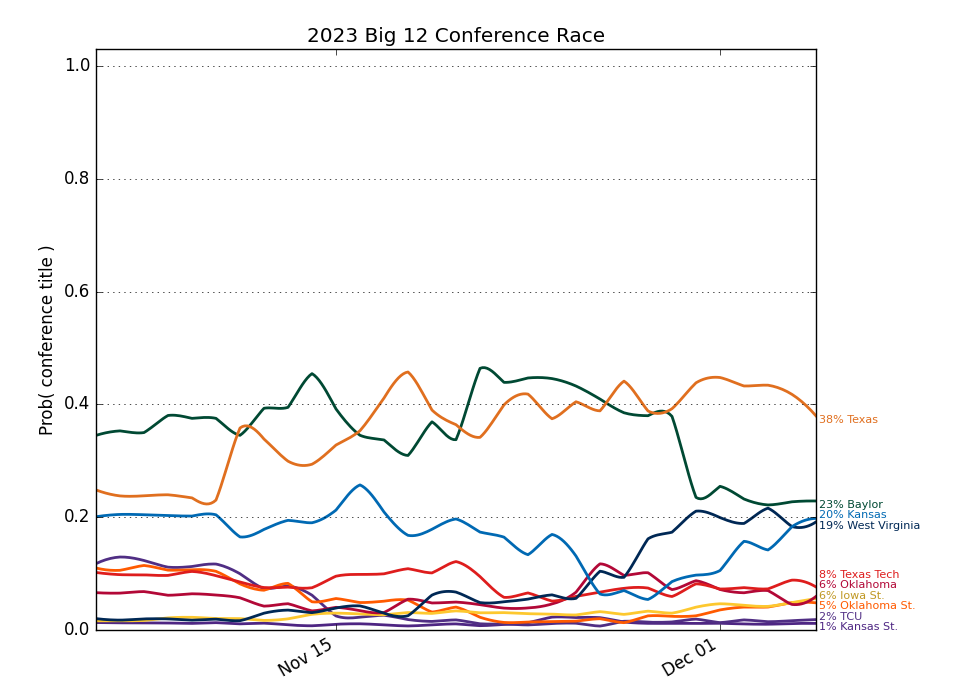 2023 Big 12 Conference Race
1.0
0.8
0.6
0.4
0.2
0.0
Prob( conference title )
Nov 15
Dec 01
38% Texas
23% Baylor
20% Kansas
19% West Virginia
8% Texas Tech
6% Oklahoma
6% Iowa St.
5% Oklahoma St.
2% TCU
1% Kansas St.